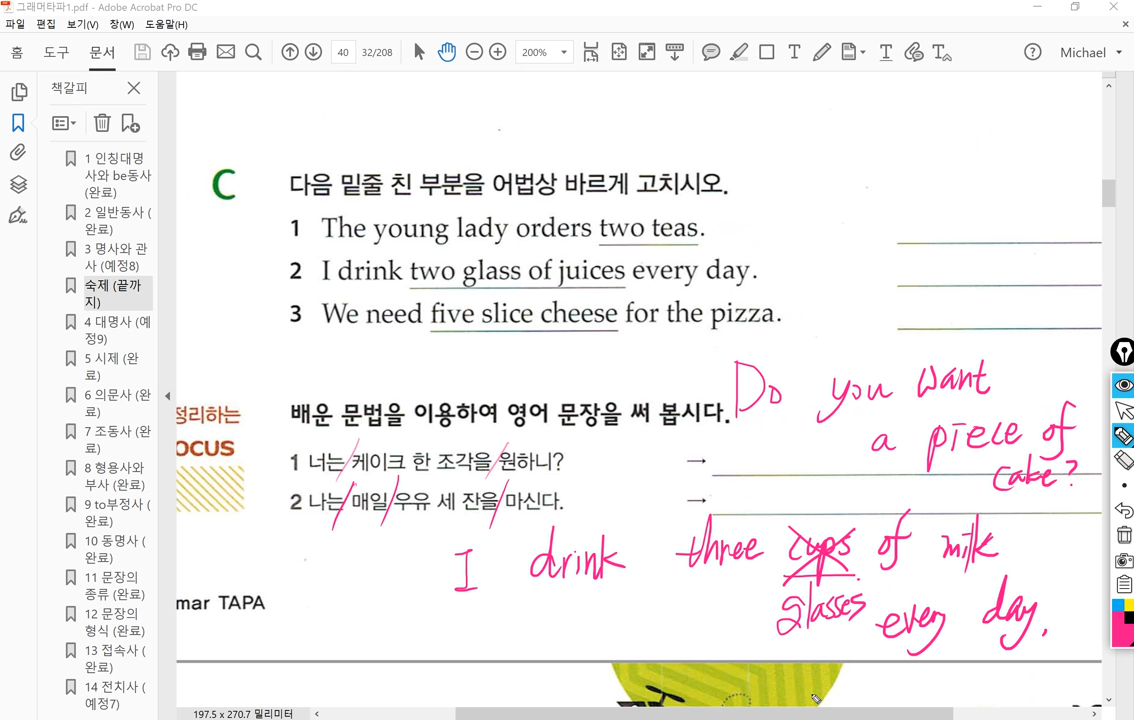 그래머타파1.pdf - Adobe Acrobat Pro DC
파일 편집 보기(V) 창(W) 도움말(H)
홈 도구 문서 40 32/208 200% Michael
책갈피
1 인칭대명
사와 be동사
(완료)
2 일반동사 (
완료)
3 명사와 관
사 (예정8)
숙제 (끝까
지)
4 대명사 (예
정9)
5 시제 (완
료)
6 의문사 (완
료)
7 조동사 (완
료)
8 형용사와
부사 (완료)
9 to부정사 (
완료)
10 동명사 (
완료)
11 문장의
종류 (완료)
12 문장의
형식 (완료)
13 접속사 (
완료)
14 전치사 (
예정7)
C 다음 밑줄 친 부분을 어법상 바르게 고치시오.
1 The young lady orders two teas.
2 I drink two glass of juices every day.
3 We need five slice cheese for the pizza.
정리하는
OCUS
배운 문법을 이용하여 영어 문장을 써 봅시다.
Do you want
a piece of
cake?
1 너는 케이크 한 조각을 원하니? →
2 나는 매일 우유 세 잔을 마신다. →
I drink three cups of milk
glasses every day.
mar TAPA
197.5 x 270.7 밀리미터